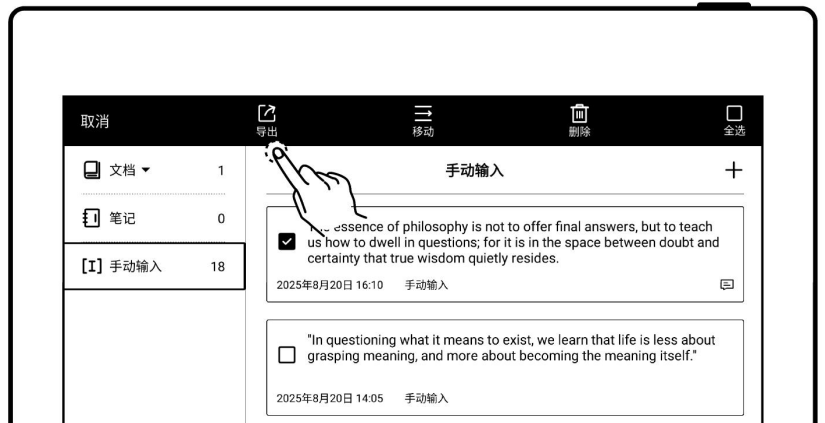 取消
导出
移动
删除
全选
文档 1
笔记 0
[I] 手动输入 18
手动输入
essence of philosophy is not to offer final answers, but to teach
us how to dwell in questions; for it is in the space between doubt and
certainty that true wisdom quietly resides.
2025年8月20日 16:10 手动输入
"In questioning what it means to exist, we learn that life is less about
grasping meaning, and more about becoming the meaning itself."
2025年8月20日 14:05 手动输入